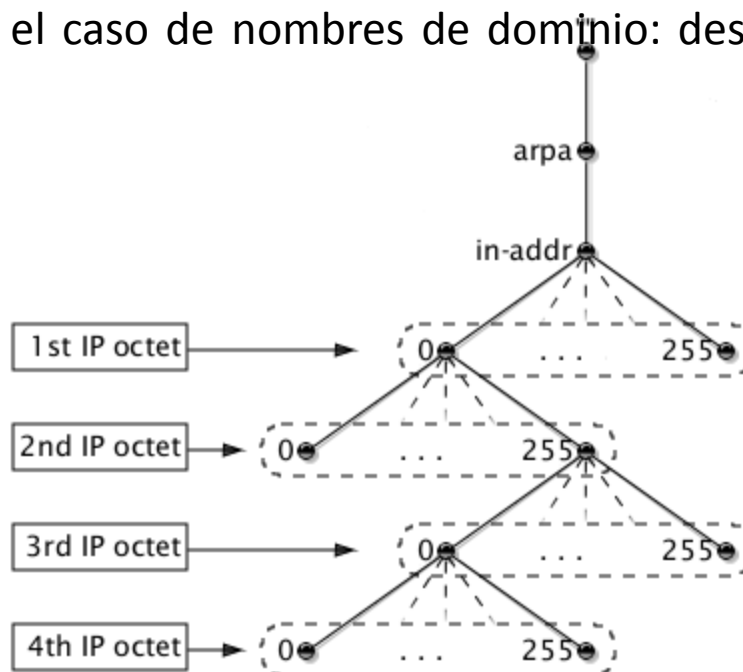 el caso de nombres de dominio: des
""
arpa
in-addr
1st IP octet 0 ... 255
2nd IP octet 0 ... 255
3rd IP octet 0 ... 255
4th IP octet 0 ... 255